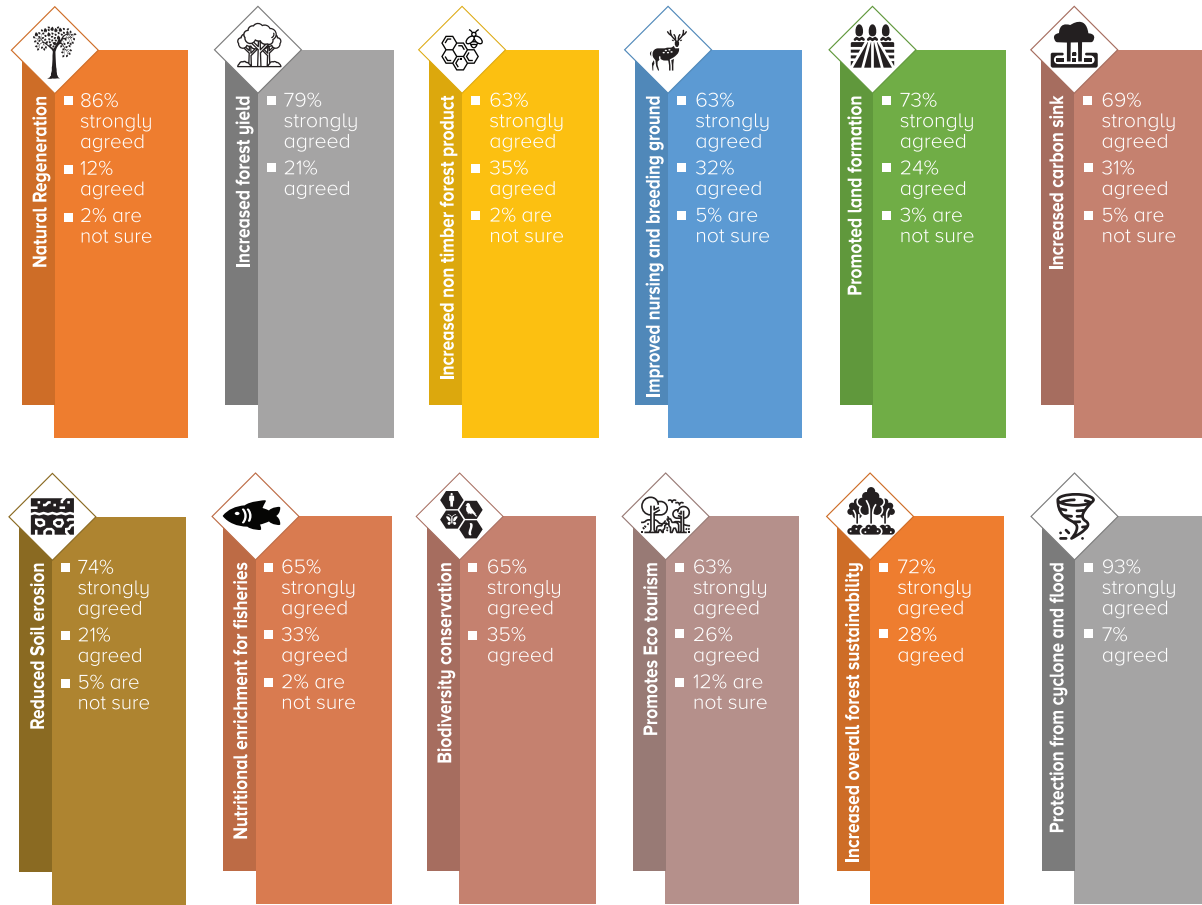 Natural Regeneration
86%
strongly
agreed
12%
agreed
2% are
not sure
Increased forest yield
79%
strongly
agreed
21%
agreed
Increased non timber forest product
63%
strongly
agreed
35%
agreed
2% are
not sure
Improved nursing and breeding ground
63%
strongly
agreed
32%
agreed
5% are
not sure
Promoted land formation
73%
strongly
agreed
24%
agreed
3% are
not sure
Increased carbon sink
69%
strongly
agreed
31%
agreed
5% are
not sure
Reduced Soil erosion
74%
strongly
agreed
21%
agreed
5% are
not sure
Nutritional enrichment for fisheries
65%
strongly
agreed
33%
agreed
2% are
not sure
Biodiversity conservation
65%
strongly
agreed
35%
agreed
Promotes Eco tourism
63%
strongly
agreed
26%
agreed
12% are
not sure
Increased overall forest sustainability
72%
strongly
agreed
28%
agreed
Protection from cyclone and flood
93%
strongly
agreed
7%
agreed